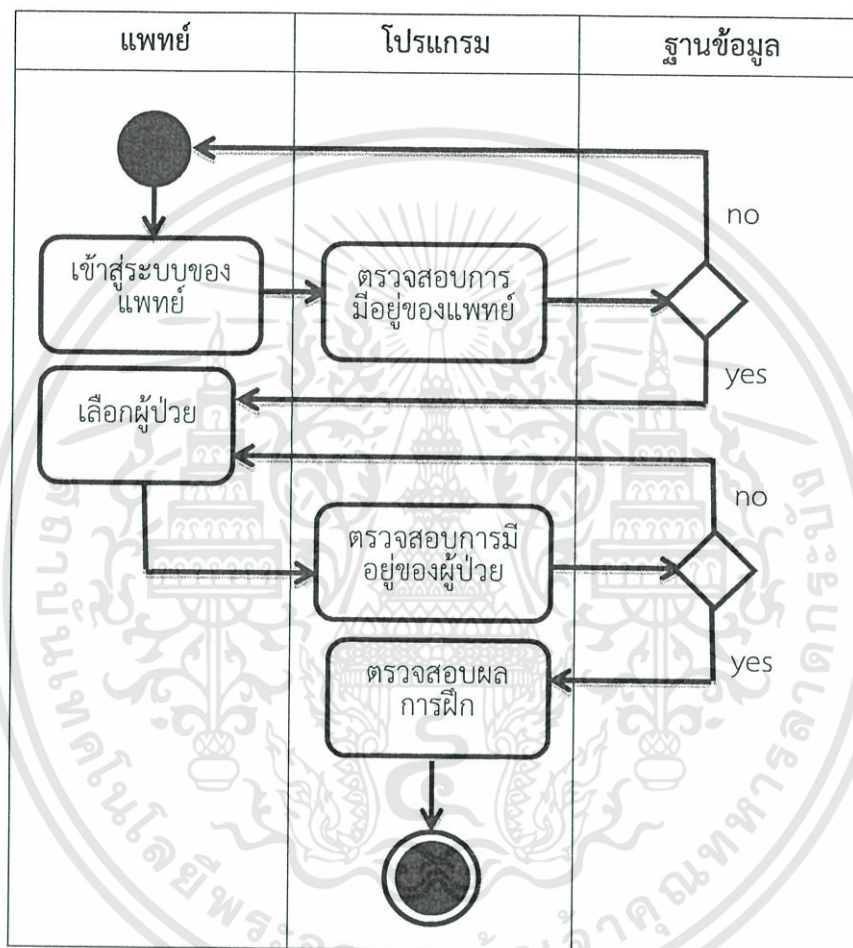 แพทย์
โปรแกรม
ฐานข้อมูล
no
เข้าสู่ระบบของ
แพทย์
ตรวจสอบการ
มีอยู่ของแพทย์
yes
เลือกผู้ป่วย
no
ตรวจสอบการมี
อยู่ของผู้ป่วย
yes
ตรวจสอบผล
การฝึก